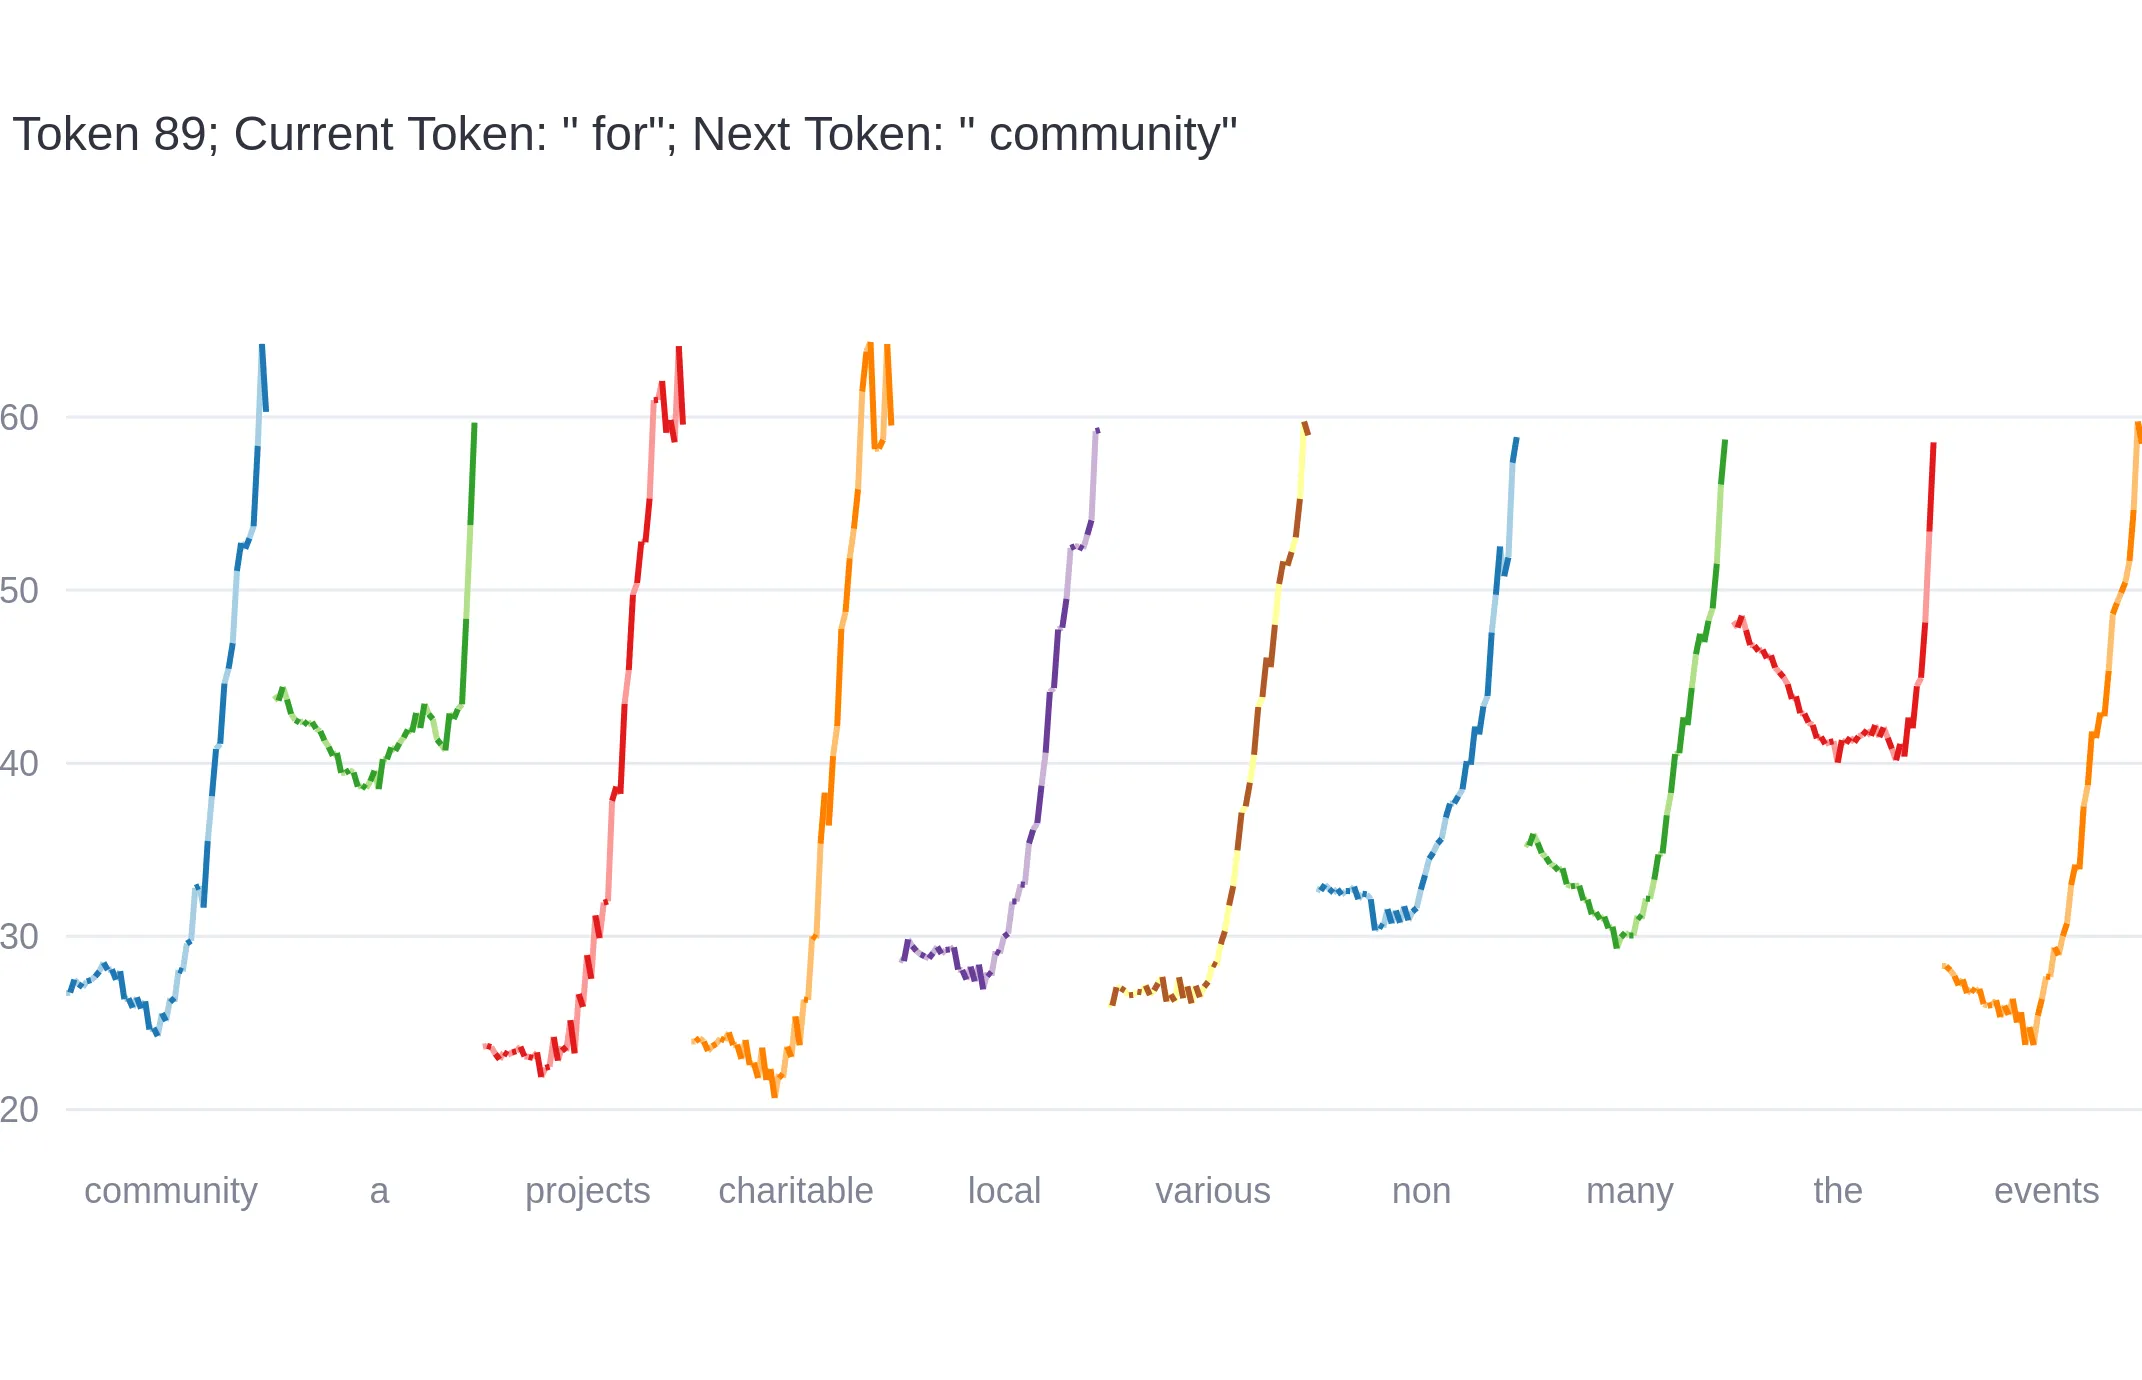 Token 89; Current Token: " for"; Next Token: " community"
60
50
40
30
20
community a projects charitable local various non many the events